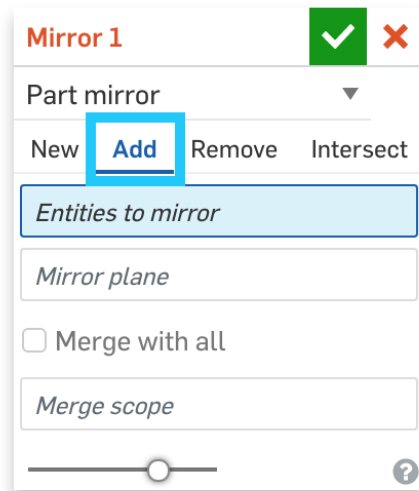 Mirror 1
Part mirror
New Add Remove Intersect
Entities to mirror
Mirror plane
Merge with all
Merge scope
?